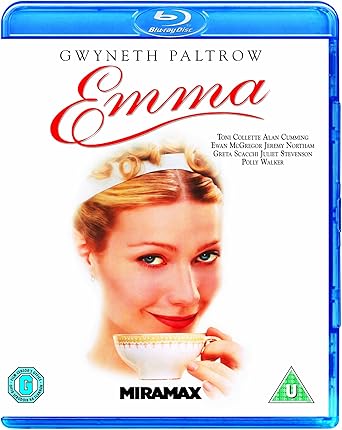 Blu-ray Disc
GWYNETH PALTROW
Emma
TONI COLLETTE ALAN CUMMING
EWAN MCGREGOR JEREMY NORTHAM
GRETA SCACCHI JULIET STEVENSON
POLLY WALKER
G
U
MIRAMAX